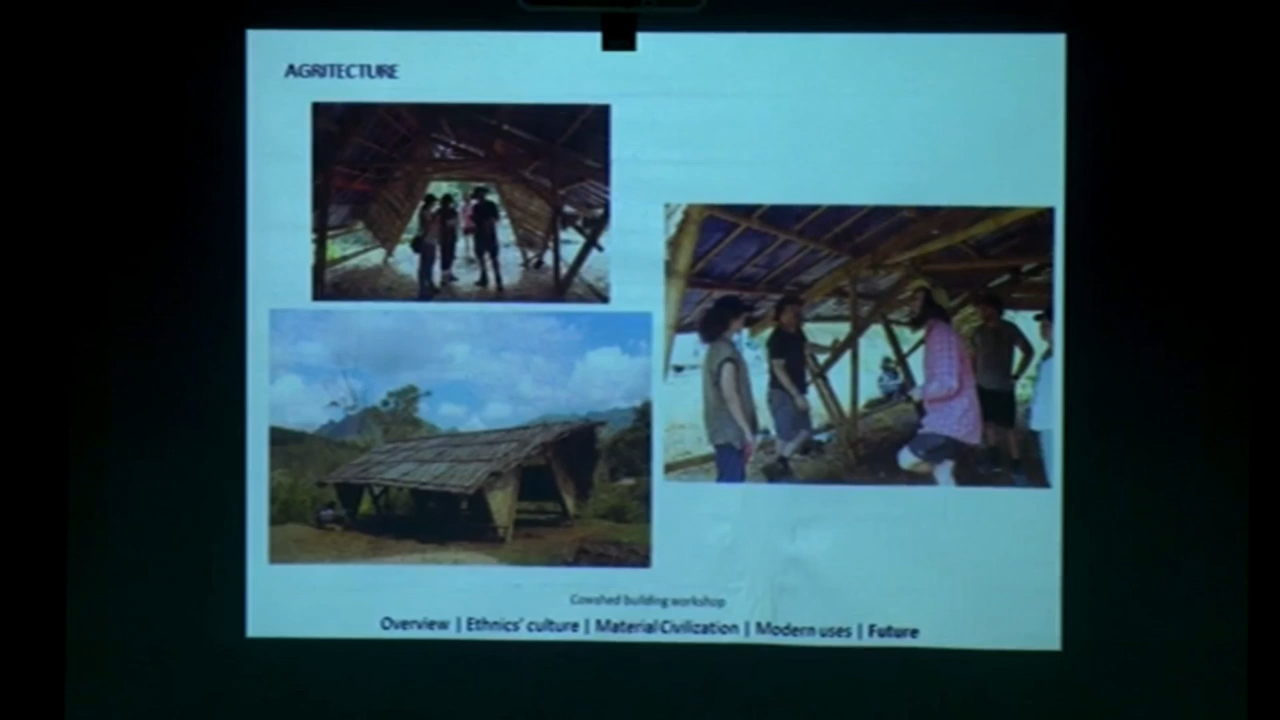 AGRITECTURE
Cowshed building workshop
Overview | Ethnics' culture | Material Civilization | Modern uses | Future